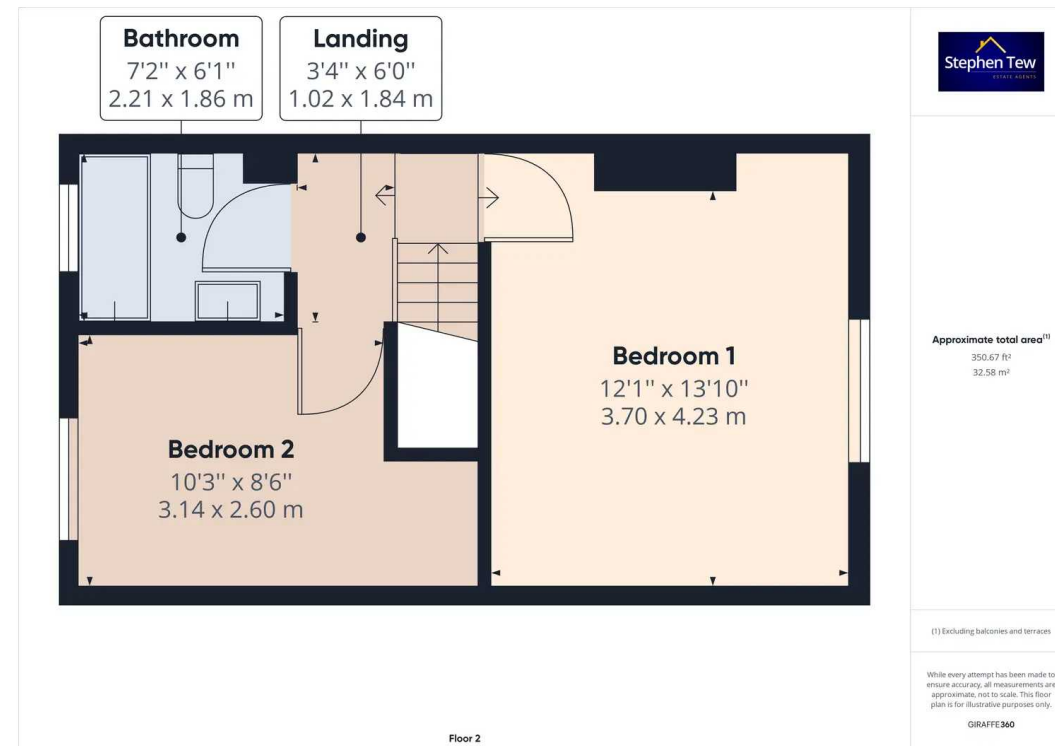 Bathroom
7'2'' x 6'1''
2.21 x 1.86 m
Landing
3'4'' x 6'0''
1.02 x 1.84 m
Bedroom 1
12'1'' x 13'10''
3.70 x 4.23 m
Bedroom 2
10'3'' x 8'6''
3.14 x 2.60 m
Floor 2
Stephen Tew
ESTATE AGENTS
Approximate total area(1)
350.67 ft²
32.58 m²
(1) Excluding balconies and terraces
While every attempt has been made to
ensure accuracy, all measurements are
approximate, not to scale. This floor
plan is for illustrative purposes only.
GIRAFFE360